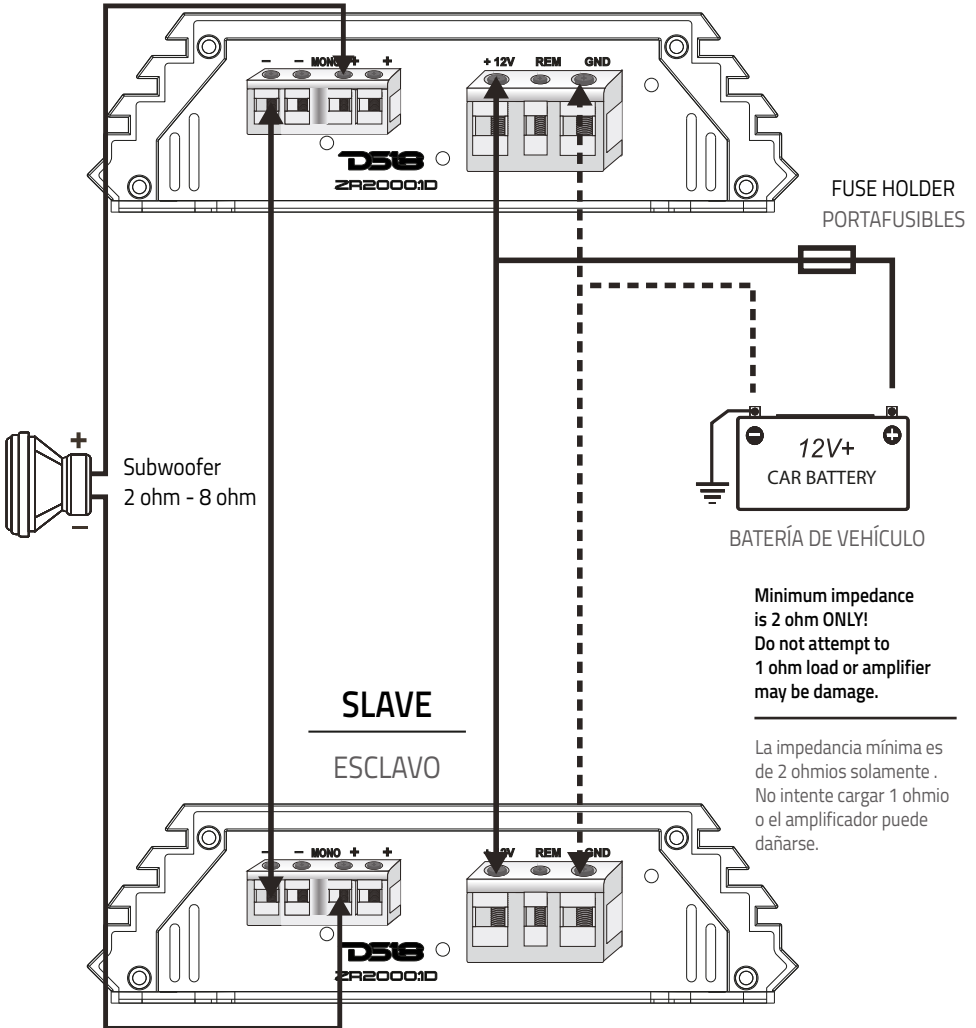 - - MONO + +
+ 12V REM GND
DS18
ZR2000.1D
FUSE HOLDER
PORTAFUSIBLES
+
Subwoofer
2 ohm - 8 ohm
-
12V+
CAR BATTERY
BATERÍA DE VEHÍCULO
Minimum impedance
is 2 ohm ONLY!
Do not attempt to
1 ohm load or amplifier
may be damage.
La impedancia mínima es
de 2 ohmios solamente .
No intente cargar 1 ohmio
o el amplificador puede
dañarse.
SLAVE
ESCLAVO
- - MONO + +
REM GND
DS18
ZR2000.1D